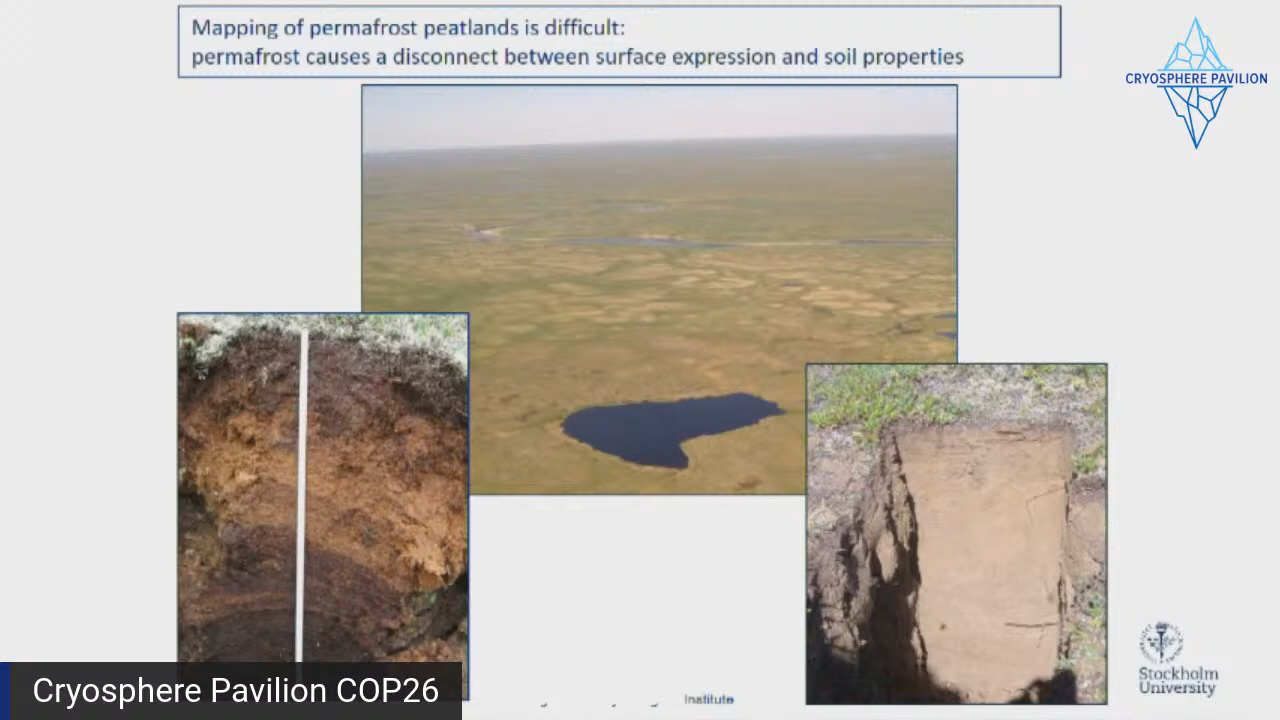 Mapping of permafrost peatlands is difficult:
permafrost causes a disconnect between surface expression and soil properties
CRYOSPHERE PAVILION
Stockholm
University
Institute
Cryosphere Pavilion COP26